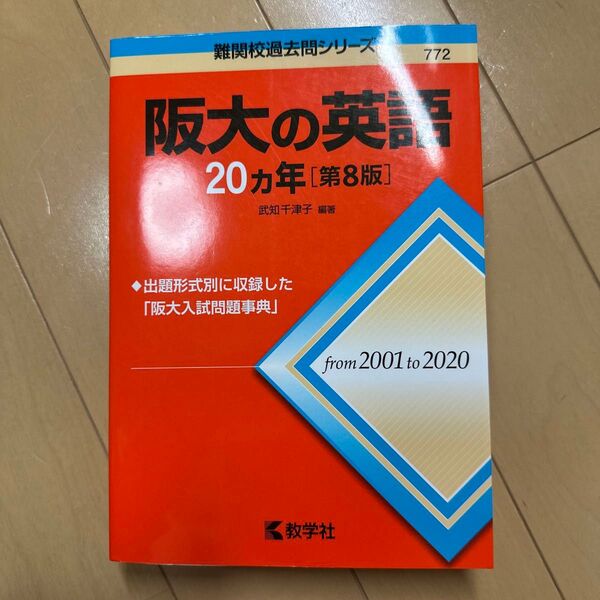 難関校過去問シリーズ
772
阪大の英語
20ヵ年[第8版]
武知千津子 編著
◆出題形式別に収録した
「阪大入試問題事典」
from 2001 to 2020
教学社